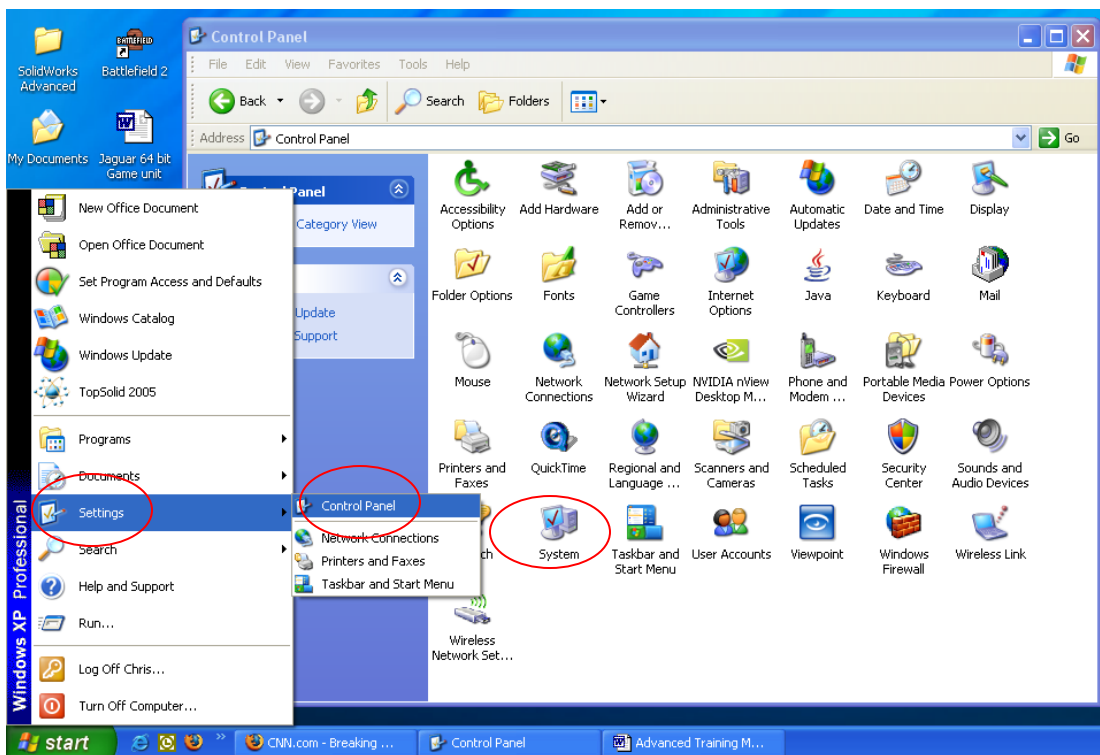 SolidWorks
Advanced
BATTLEFIELD
Battlefield 2
My Documents
Jaguar 64 bit
Game unit
Control Panel
File Edit View Favorites Tools Help
Back Search Folders
Address Control Panel Go
Panel
Category View
Update
Support
Accessibility
Options
Add Hardware
Add or
Remov...
Administrative
Tools
Automatic
Updates
Date and Time
Display
Folder Options
Fonts
Game
Controllers
Internet
Options
Java
Keyboard
Mail
Mouse
Network
Connections
Network Setup
Wizard
NVIDIA nView
Desktop M...
Phone and
Modem ...
Portable Media
Devices
Power Options
Printers and
Faxes
QuickTime
Regional and
Language ...
Scanners and
Cameras
Scheduled
Tasks
Security
Center
Sounds and
Audio Devices
System
Taskbar and
Start Menu
User Accounts
Viewpoint
Windows
Firewall
Wireless Link
Wireless
Network Set...
New Office Document
Open Office Document
Set Program Access and Defaults
Windows Catalog
Windows Update
TopSolid 2005
Programs
Documents
Settings
Search
Help and Support
Run...
Log Off Chris...
Turn Off Computer...
Windows XP Professional
Control Panel
Network Connections
Printers and Faxes
Taskbar and Start Menu
start
CNN.com - Breaking ...
Control Panel
Advanced Training M...